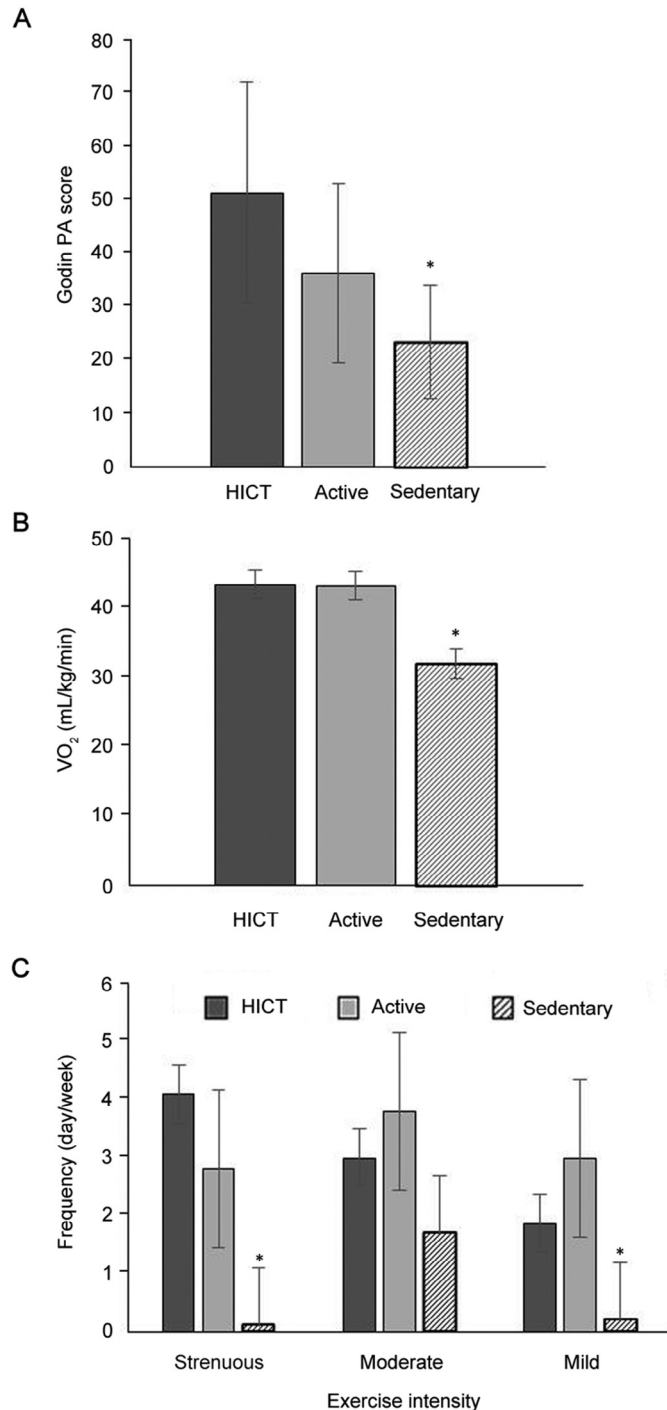 A
80
70
60
50
40
30
20
10
0
Godin PA score
*
HICT Active Sedentary
B
50
40
30
20
10
0
VO₂ (mL/kg/min)
*
HICT Active Sedentary
C
6
5
4
3
2
1
0
Frequency (day/week)
HICT Active Sedentary
*
*
Strenuous Moderate Mild
Exercise intensity